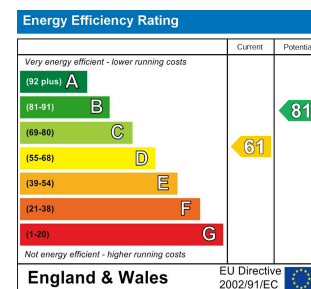 Energy Efficiency Rating
Current Potentia
Very energy efficient - lower running costs
(92 plus) A
(81-91) B
81
(69-80) C
61
(55-68) D
(39-54) E
(21-38) F
(1-20) G
Not energy efficient - higher running costs
England & Wales
EU Directive
2002/91/EC